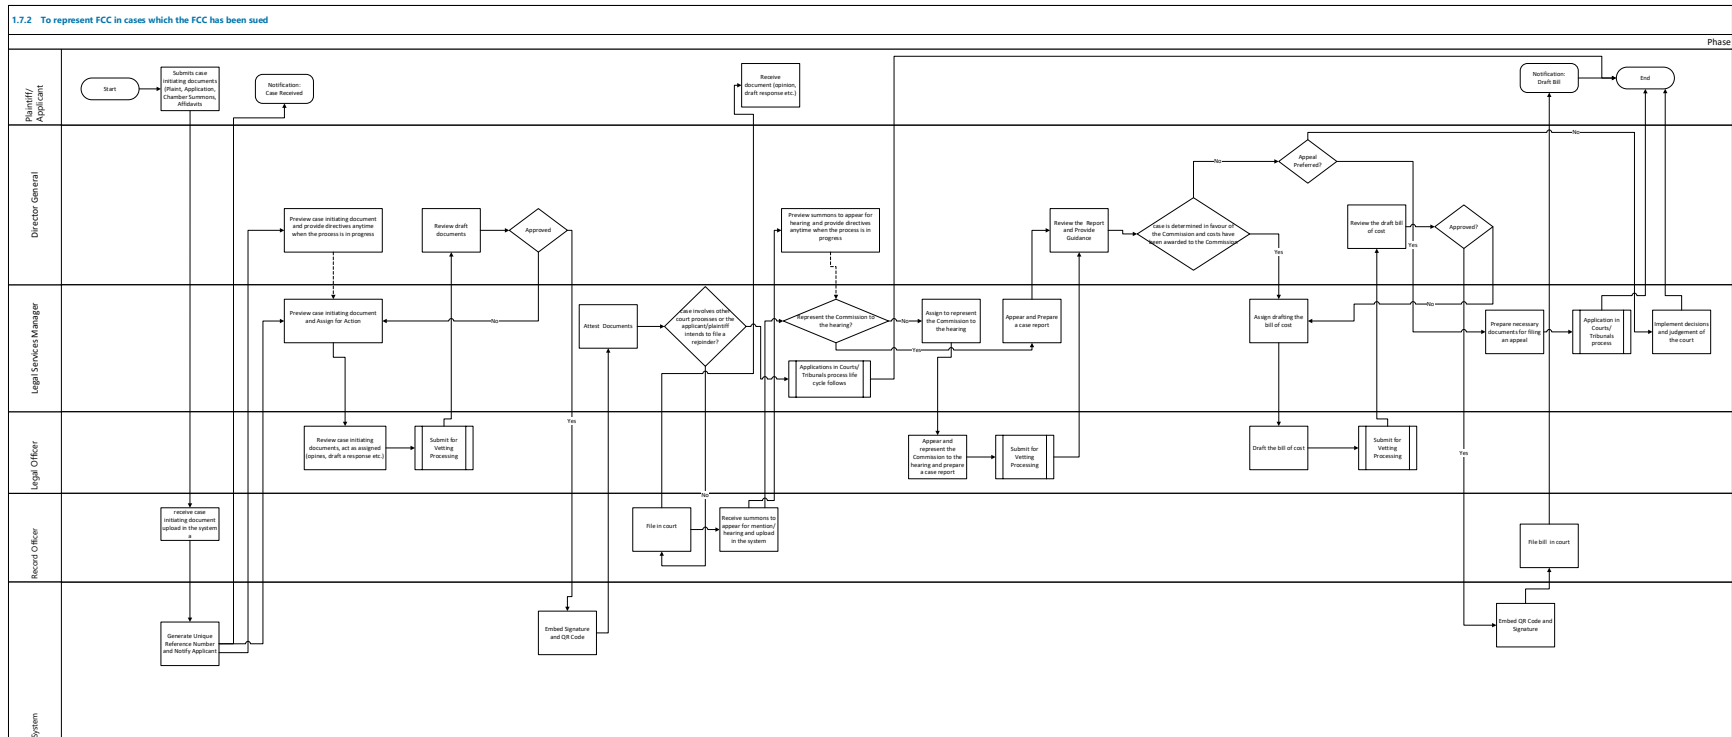 1.7.2 To represent FCC in cases which the FCC has been sued
Phase
Plaintiff/
Applicant
Start
Submits case
initiating documents
(Plaint, Application,
Chamber Summons,
Affidavits
Notification:
Case Received
Receive
document (opinion,
draft response etc.)
Notification:
Draft Bill
End
Director General
Preview case initiating document
and provide directives anytime
when the process is in progress
Review draft
documents
Approved
Preview summons to appear for
hearing and provide directives
anytime when the process is in
progress
Review the Report
and Provide
Guidance
case is determined in favour of
the Commission and costs have
been awarded to the Commission
No
Yes
Appeal
Preferred?
No
Yes
Review the draft bill
of cost
Approved?
No
Yes
Legal Services Manager
Preview case initiating document
and Assign for Action
No
Yes
Attest Documents
case involves other
court processes or the
applicant/plaintiff
intends to file a
rejoinder?
No
Represent the Commission to
the hearing?
No
Yes
Applications in Courts/
Tribunals process life
cycle follows
Assign to represent
the Commission to
the hearing
Appear and Prepare
a case report
Assign drafting the
bill of cost
Prepare necessary
documents for filing
an appeal
Application in
Courts/
Tribunals
process
Implement decisions
and judgement of
the court
Legal Officer
Review case initiating
documents, act as assigned
(opines, draft a response etc.)
Submit for
Vetting
Processing
Appear and
represent the
Commission to the
hearing and prepare
a case report
Submit for
Vetting
Processing
Draft the bill of cost
Submit for
Vetting
Processing
Record Officer
receive case
initiating document
upload in the system
a
File in court
Receive summons to
appear for mention/
hearing and upload
in the system
File bill in court
System
Generate Unique
Reference Number
and Notify Applicant
Embed Signature
and QR Code
Embed QR Code and
Signature